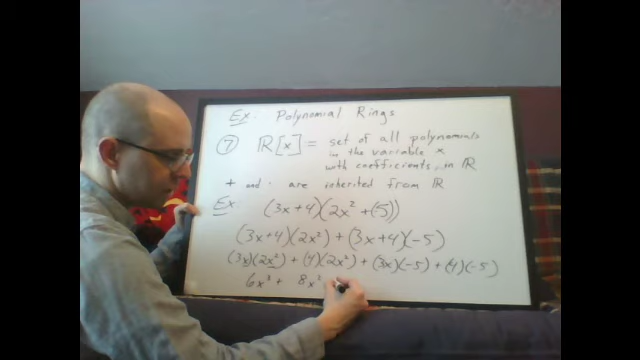 Ex. Polynomial Rings
⑦ ℝ[x] = set of all polynomials
in the variable x
with coefficients in ℝ
+ and · are inherited from ℝ
Ex. (3x+4)(2x² + (-5))
(3x+4)(2x²) + (3x+4)(-5)
(3x)(2x²) + (4)(2x²) + (3x)(-5) + (4)(-5)
6x³ + 8x²